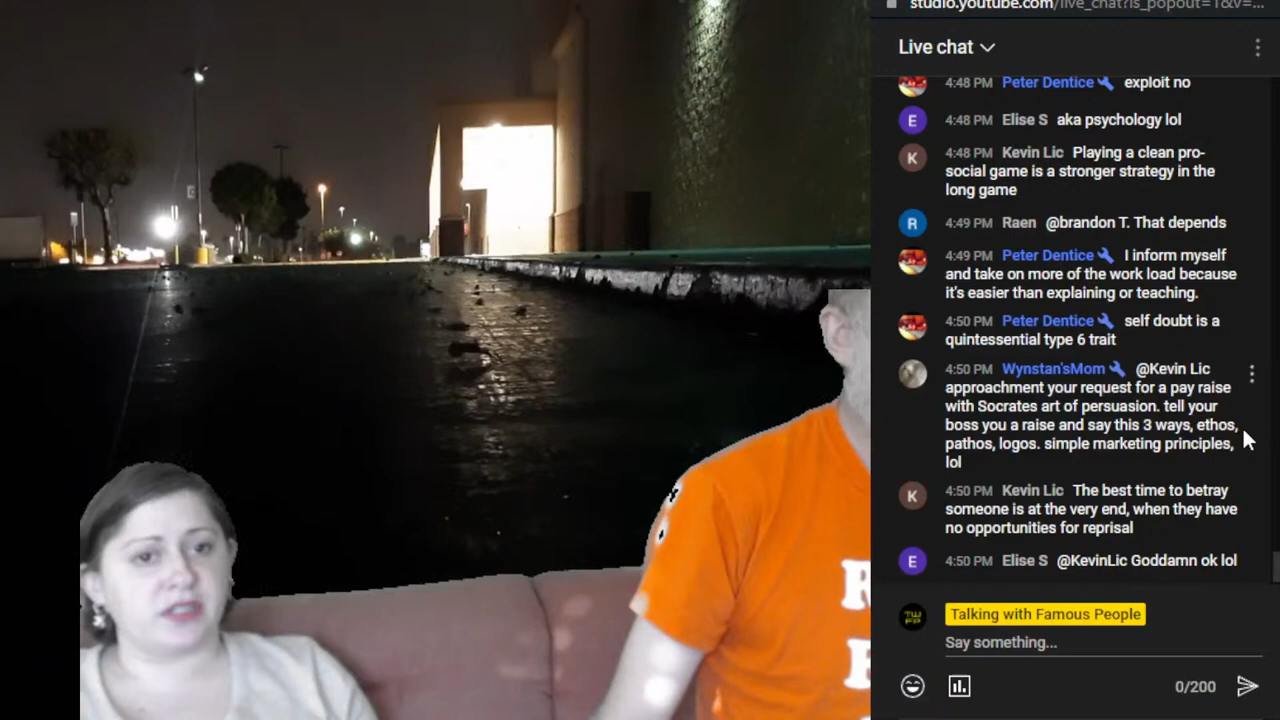 studio.youtube.com/live_chat?is_popout=1&v=...
Live chat
4:48 PM Peter Dentice exploit no
E 4:48 PM Elise S aka psychology lol
K 4:48 PM Kevin Lic Playing a clean pro-
social game is a stronger strategy in the
long game
R 4:49 PM Raen @brandon T. That depends
4:49 PM Peter Dentice I inform myself
and take on more of the work load because
it's easier than explaining or teaching.
4:50 PM Peter Dentice self doubt is a
quintessential type 6 trait
4:50 PM Wynstan'sMom @Kevin Lic
approachment your request for a pay raise
with Socrates art of persuasion. tell your
boss you a raise and say this 3 ways, ethos,
pathos, logos. simple marketing principles,
lol
K 4:50 PM Kevin Lic The best time to betray
someone is at the very end, when they have
no opportunities for reprisal
E 4:50 PM Elise S @KevinLic Goddamn ok lol
TW
FP
Talking with Famous People
Say something...
0/200